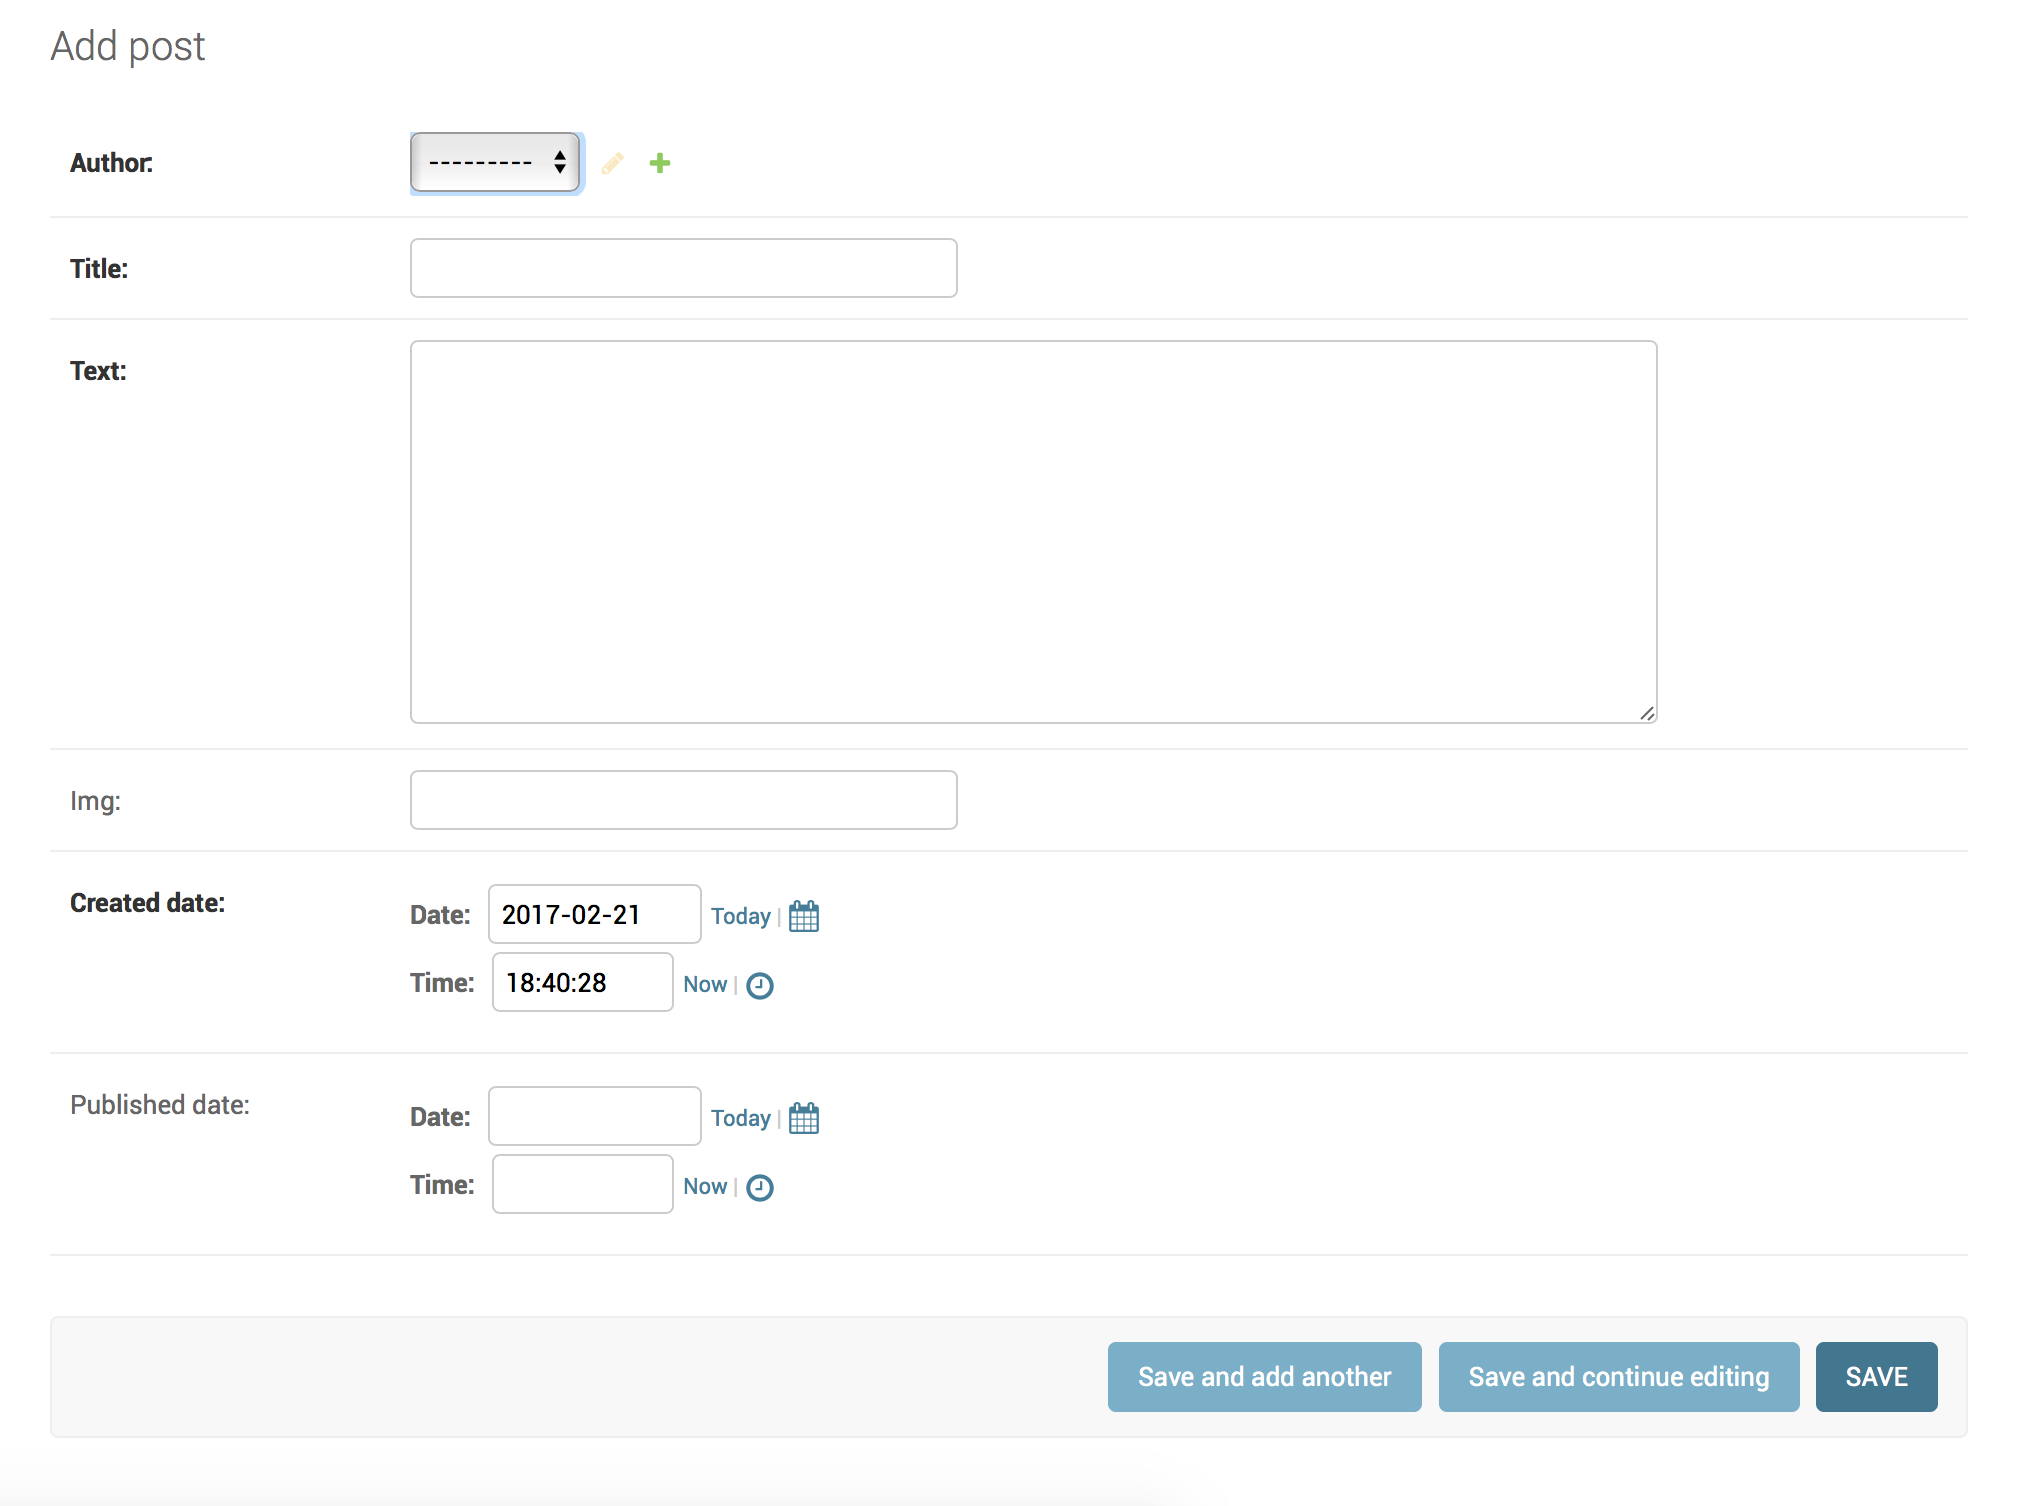 Add post
Author: ---------
Title:
Text:
Img:
Created date:
Date: 2017-02-21 Today |
Time: 18:40:28 Now |
Published date:
Date: Today |
Time: Now |
Save and add another Save and continue editing SAVE